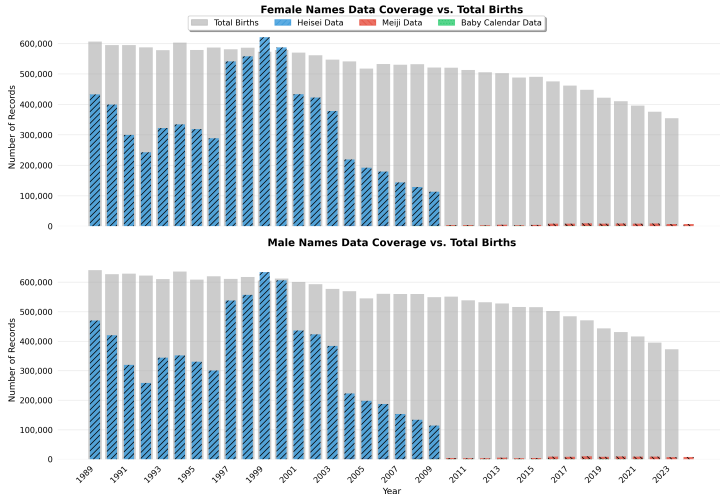 Female Names Data Coverage vs. Total Births
Total Births Heisei Data Meiji Data Baby Calendar Data
Number of Records
600,000
500,000
400,000
300,000
200,000
100,000
0
Male Names Data Coverage vs. Total Births
Number of Records
600,000
500,000
400,000
300,000
200,000
100,000
0
1989 1991 1993 1995 1997 1999 2001 2003 2005 2007 2009 2011 2013 2015 2017 2019 2021 2023
Year